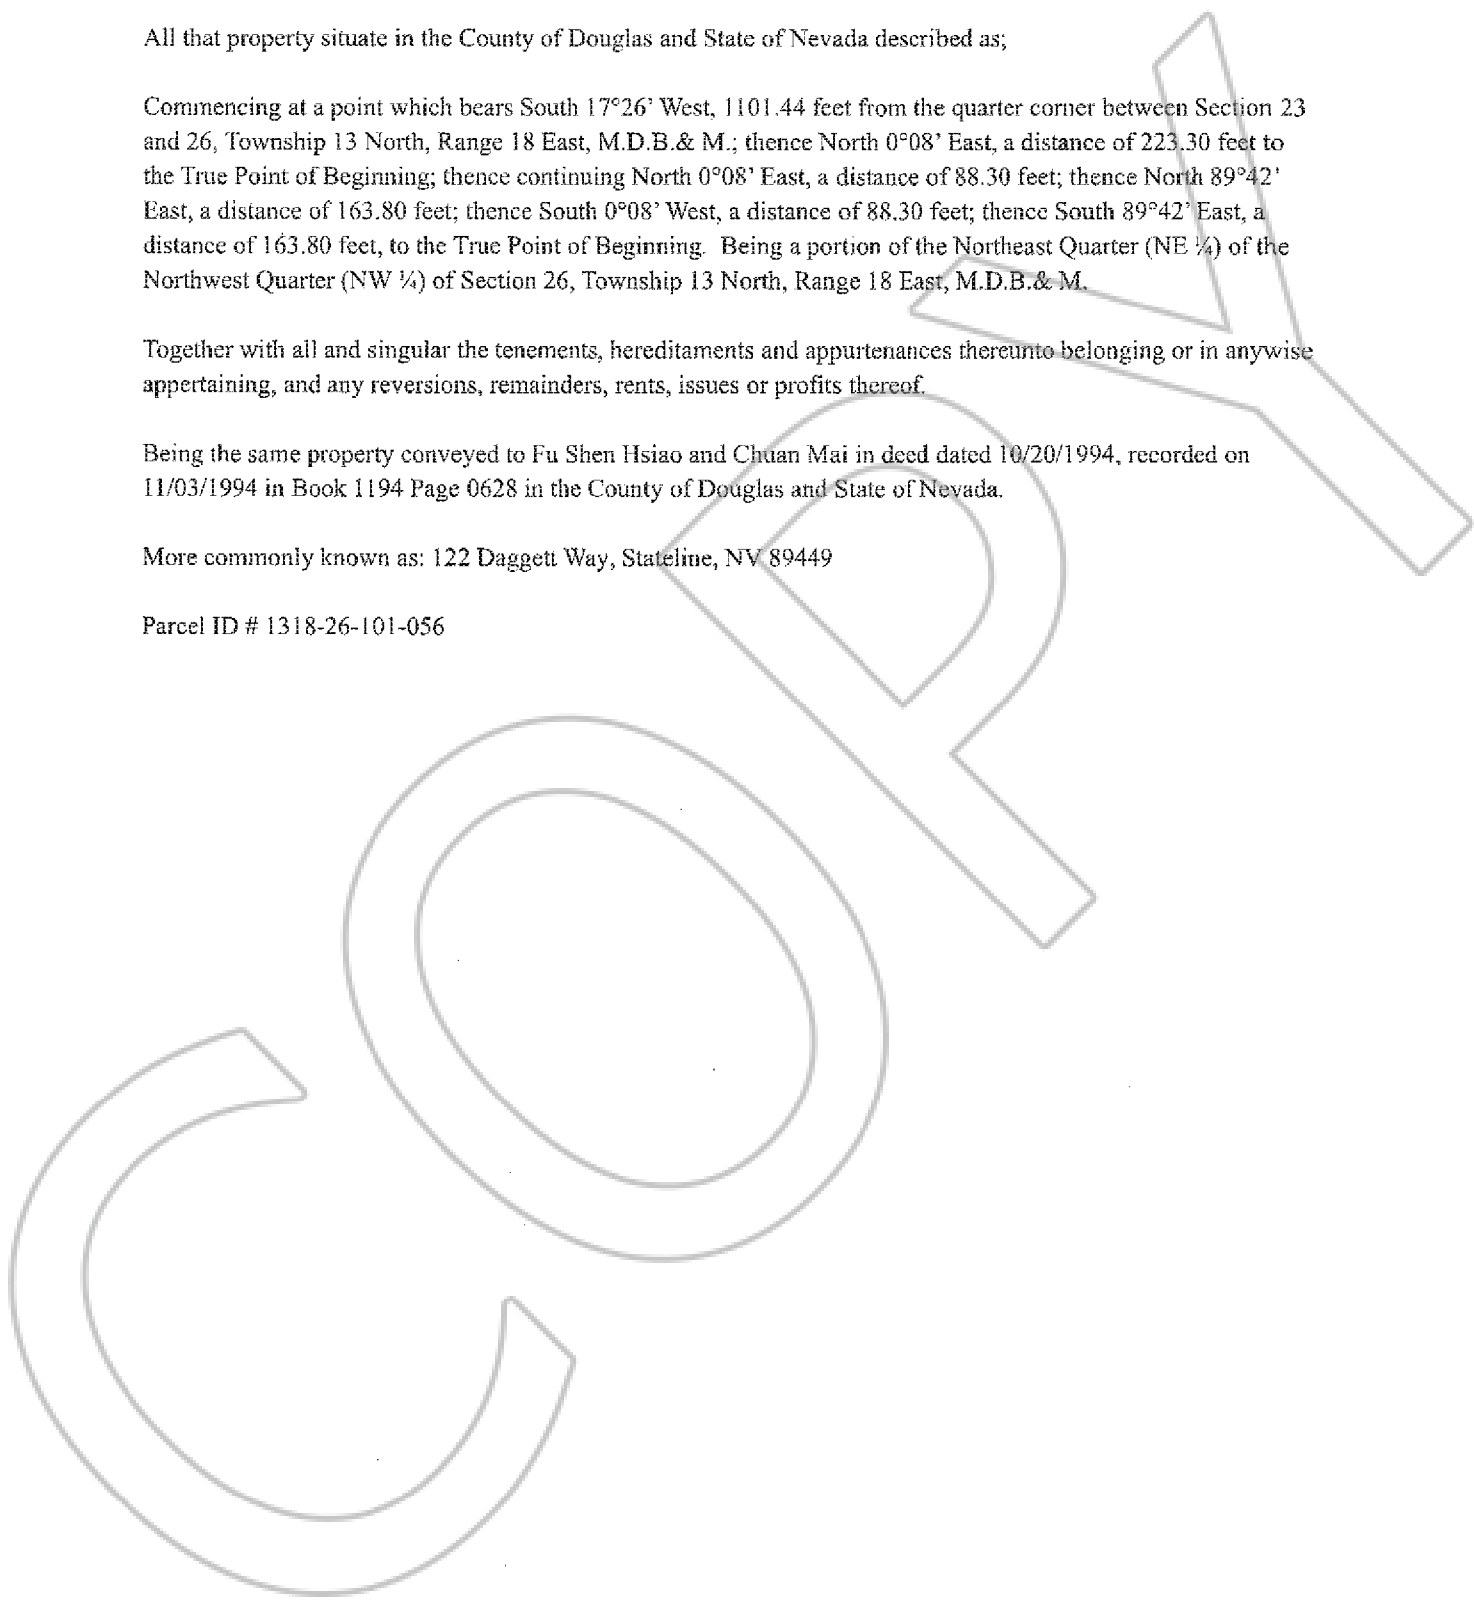 All that property situate in the County of Douglas and State of Nevada described as;
Commencing at a point which bears South 17°26’ West, 1101.44 feet from the quarter corner between Section 23
and 26, Township 13 North, Range 18 East, M.D.B.& M.; thence North 0°08’ East, a distance of 223.30 feet to
the True Point of Beginning; thence continuing North 0°08’ East, a distance of 88.30 feet; thence North 89°42’
East, a distance of 163.80 feet; thence South 0°08’ West, a distance of 88.30 feet; thence South 89°42’ East, a
distance of 163.80 feet, to the True Point of Beginning.  Being a portion of the Northeast Quarter (NE ¼) of the
Northwest Quarter (NW ¼) of Section 26, Township 13 North, Range 18 East, M.D.B.& M.
Together with all and singular the tenements, hereditaments and appurtenances thereunto belonging or in anywise
appertaining, and any reversions, remainders, rents, issues or profits thereof.
Being the same property conveyed to Fu Shen Hsiao and Chuan Mai in deed dated 10/20/1994, recorded on
11/03/1994 in Book 1194 Page 0628 in the County of Douglas and State of Nevada.
More commonly known as: 122 Daggett Way, Stateline, NV 89449
Parcel ID # 1318-26-101-056
COPY